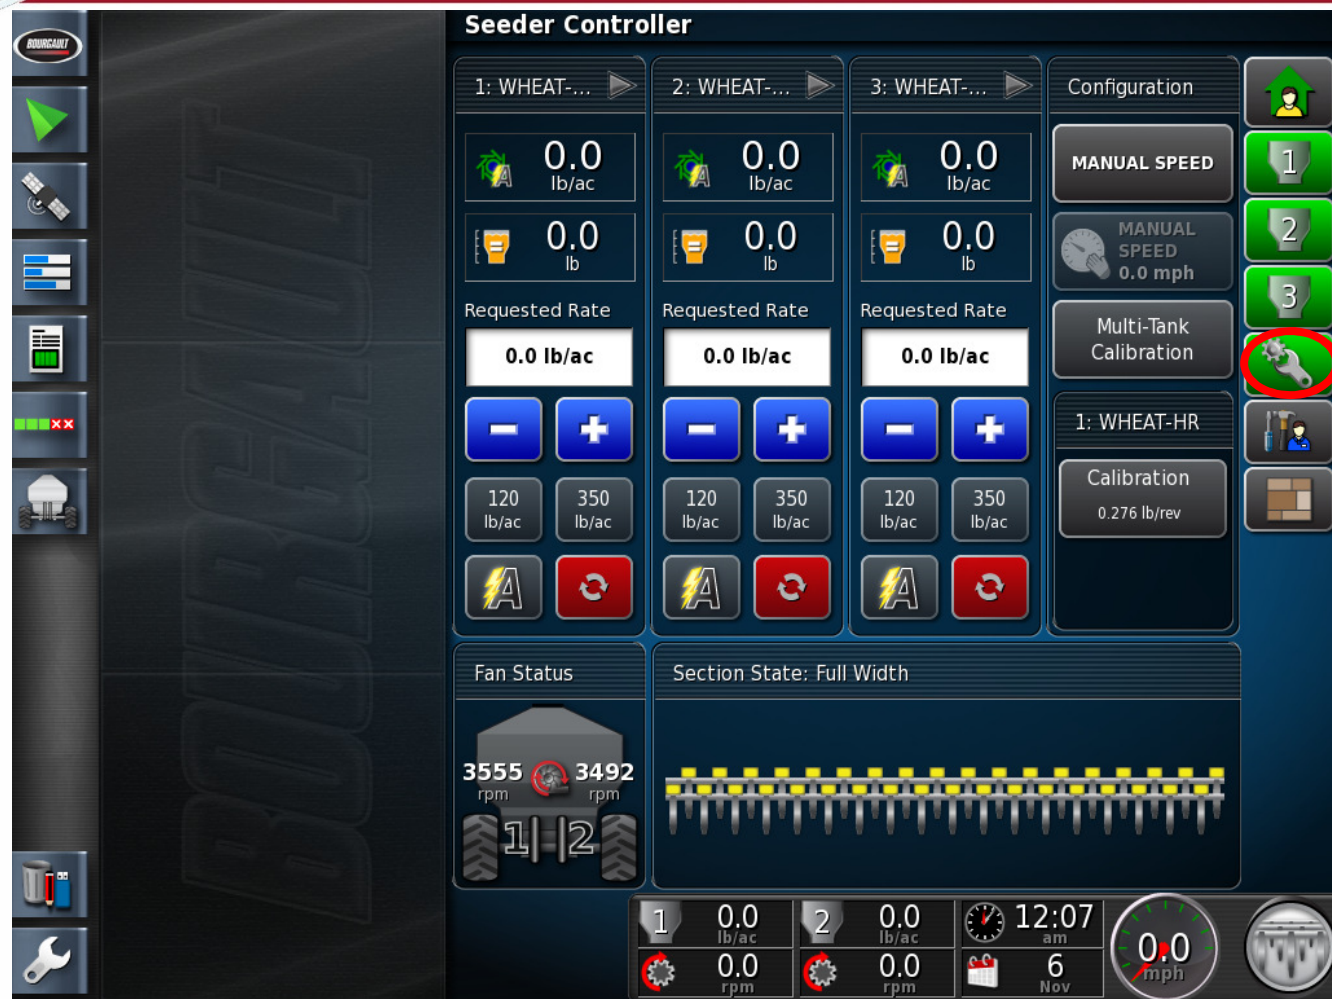 BOURGAULT
BOURGAULT
Seeder Controller
1: WHEAT-...
2: WHEAT-...
3: WHEAT-...
Configuration
0.0
lb/ac
0.0
lb/ac
0.0
lb/ac
MANUAL SPEED
1
2
3
0.0
lb
0.0
lb
0.0
lb
MANUAL
SPEED
0.0 mph
Requested Rate
Requested Rate
Requested Rate
0.0 lb/ac
0.0 lb/ac
0.0 lb/ac
Multi-Tank
Calibration
1: WHEAT-HR
Calibration
0.276 lb/rev
120
lb/ac
350
lb/ac
120
lb/ac
350
lb/ac
120
lb/ac
350
lb/ac
A
A
A
Fan Status
Section State: Full Width
3555
rpm
3492
rpm
1
2
1
0.0
lb/ac
2
0.0
lb/ac
12:07
am
0.0
rpm
0.0
rpm
6
Nov
0.0
mph